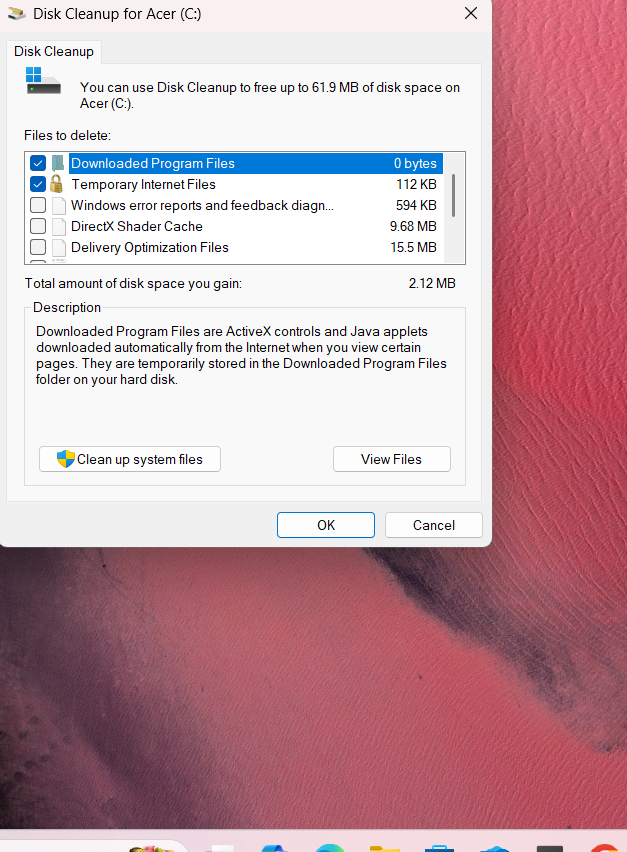 Disk Cleanup for Acer (C:)
Disk Cleanup
You can use Disk Cleanup to free up to 61.9 MB of disk space on
Acer (C:).
Files to delete:
Downloaded Program Files 0 bytes
Temporary Internet Files 112 KB
Windows error reports and feedback diagn... 594 KB
DirectX Shader Cache 9.68 MB
Delivery Optimization Files 15.5 MB
Total amount of disk space you gain: 2.12 MB
Description
Downloaded Program Files are ActiveX controls and Java applets
downloaded automatically from the Internet when you view certain
pages. They are temporarily stored in the Downloaded Program Files
folder on your hard disk.
Clean up system files View Files
OK Cancel